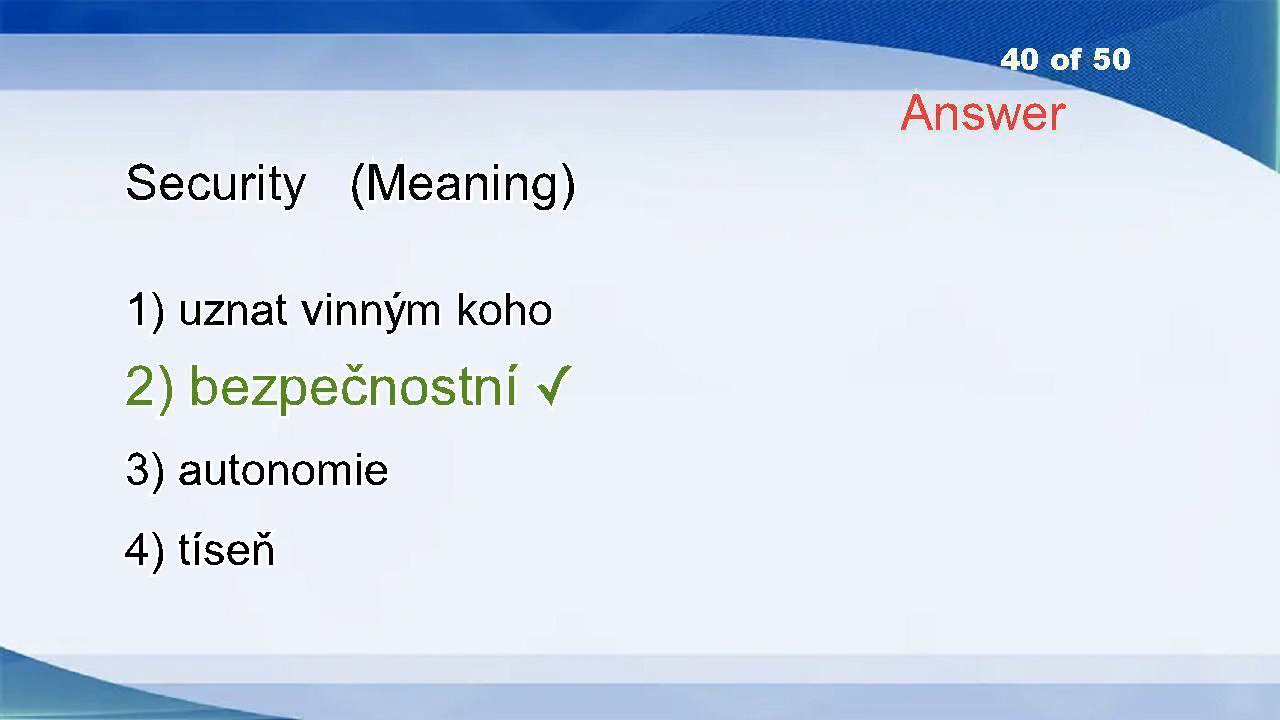 40 of 50
Answer
Security (Meaning)
1) uznat vinným koho
2) bezpečnostní ✓
3) autonomie
4) tíseň